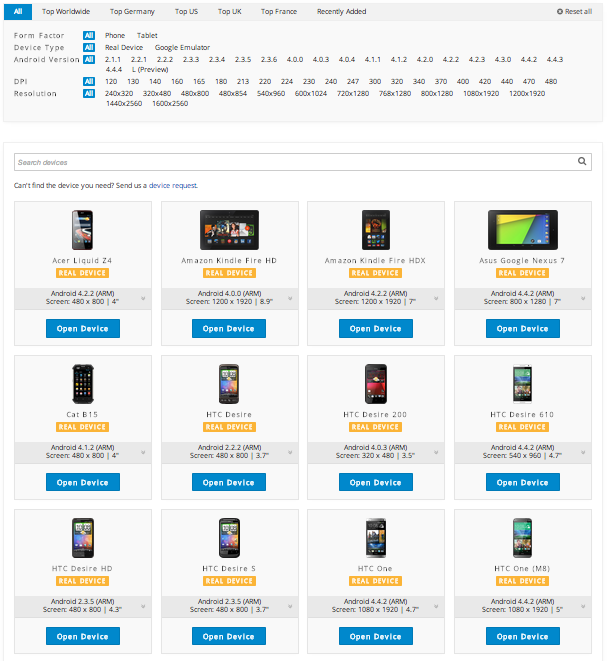 All Top Worldwide Top Germany Top US Top UK Top France Recently Added Reset all
Form Factor All Phone Tablet
Device Type All Real Device Google Emulator
Android Version All 2.1.1 2.2.1 2.2.2 2.3.3 2.3.4 2.3.5 2.3.6 4.0.0 4.0.3 4.0.4 4.1.1 4.1.2 4.2.0 4.2.2 4.2.3 4.3.0 4.4.2 4.4.3
4.4.4 L (Preview)
DPI All 120 130 140 160 165 180 213 220 224 230 240 247 300 320 340 370 400 420 440 470 480
Resolution All 240x320 320x480 480x800 480x854 540x960 600x1024 720x1280 768x1280 800x1280 1080x1920 1200x1920
1440x2560 1600x2560
Search devices
Can't find the device you need? Send us a device request.
Acer Liquid Z4 Amazon Kindle Fire HD Amazon Kindle Fire HDX Asus Google Nexus 7
REAL DEVICE REAL DEVICE REAL DEVICE REAL DEVICE
Android 4.2.2 (ARM) Android 4.0.0 (ARM) Android 4.2.2 (ARM) Android 4.4.2 (ARM)
Screen: 480 x 800 | 4" Screen: 1200 x 1920 | 8.9" Screen: 1200 x 1920 | 7" Screen: 800 x 1280 | 7"
Open Device Open Device Open Device Open Device
Cat B15 HTC Desire HTC Desire 200 HTC Desire 610
REAL DEVICE REAL DEVICE REAL DEVICE REAL DEVICE
Android 4.1.2 (ARM) Android 2.2.2 (ARM) Android 4.0.3 (ARM) Android 4.4.2 (ARM)
Screen: 480 x 800 | 4" Screen: 480 x 800 | 3.7" Screen: 320 x 480 | 3.5" Screen: 540 x 960 | 4.7"
Open Device Open Device Open Device Open Device
HTC Desire HD HTC Desire S HTC One HTC One (M8)
REAL DEVICE REAL DEVICE REAL DEVICE REAL DEVICE
Android 2.3.5 (ARM) Android 2.3.5 (ARM) Android 4.4.2 (ARM) Android 4.4.2 (ARM)
Screen: 480 x 800 | 4.3" Screen: 480 x 800 | 3.7" Screen: 1080 x 1920 | 4.7" Screen: 1080 x 1920 | 5"
Open Device Open Device Open Device Open Device